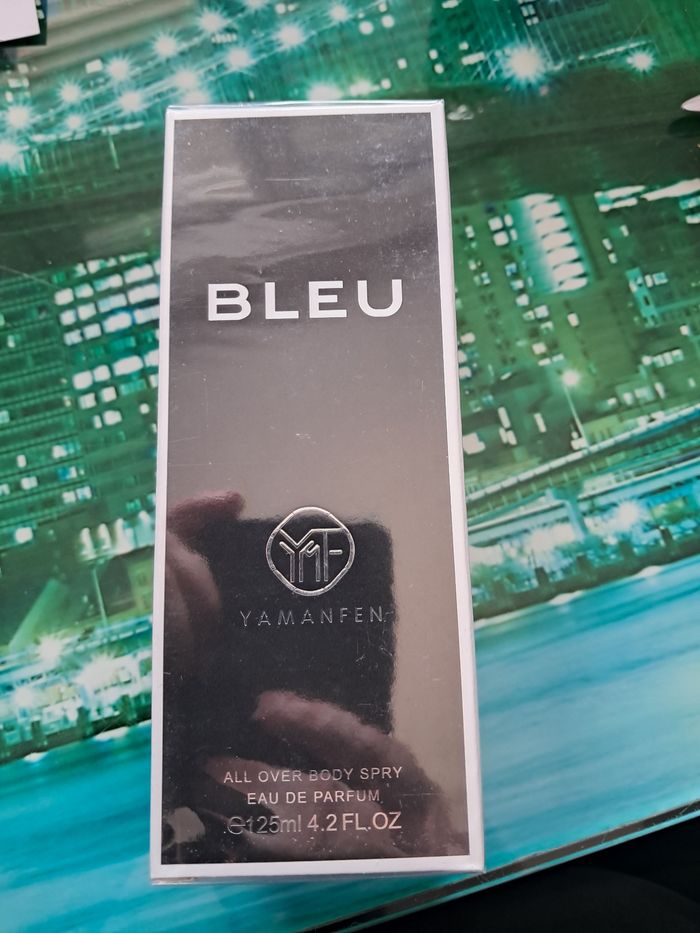 BLEU
YMF
YAMANFEN
ALL OVER BODY SPRY
EAU DE PARFUM
℮125ml 4.2 FL.OZ